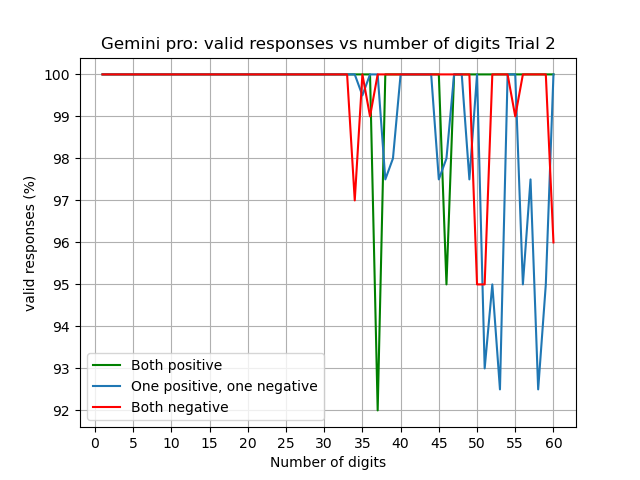 Gemini pro: valid responses vs number of digits Trial 2
100
99
98
97
96
95
94
93
92
valid responses (%)
Both positive
One positive, one negative
Both negative
0 5 10 15 20 25 30 35 40 45 50 55 60
Number of digits